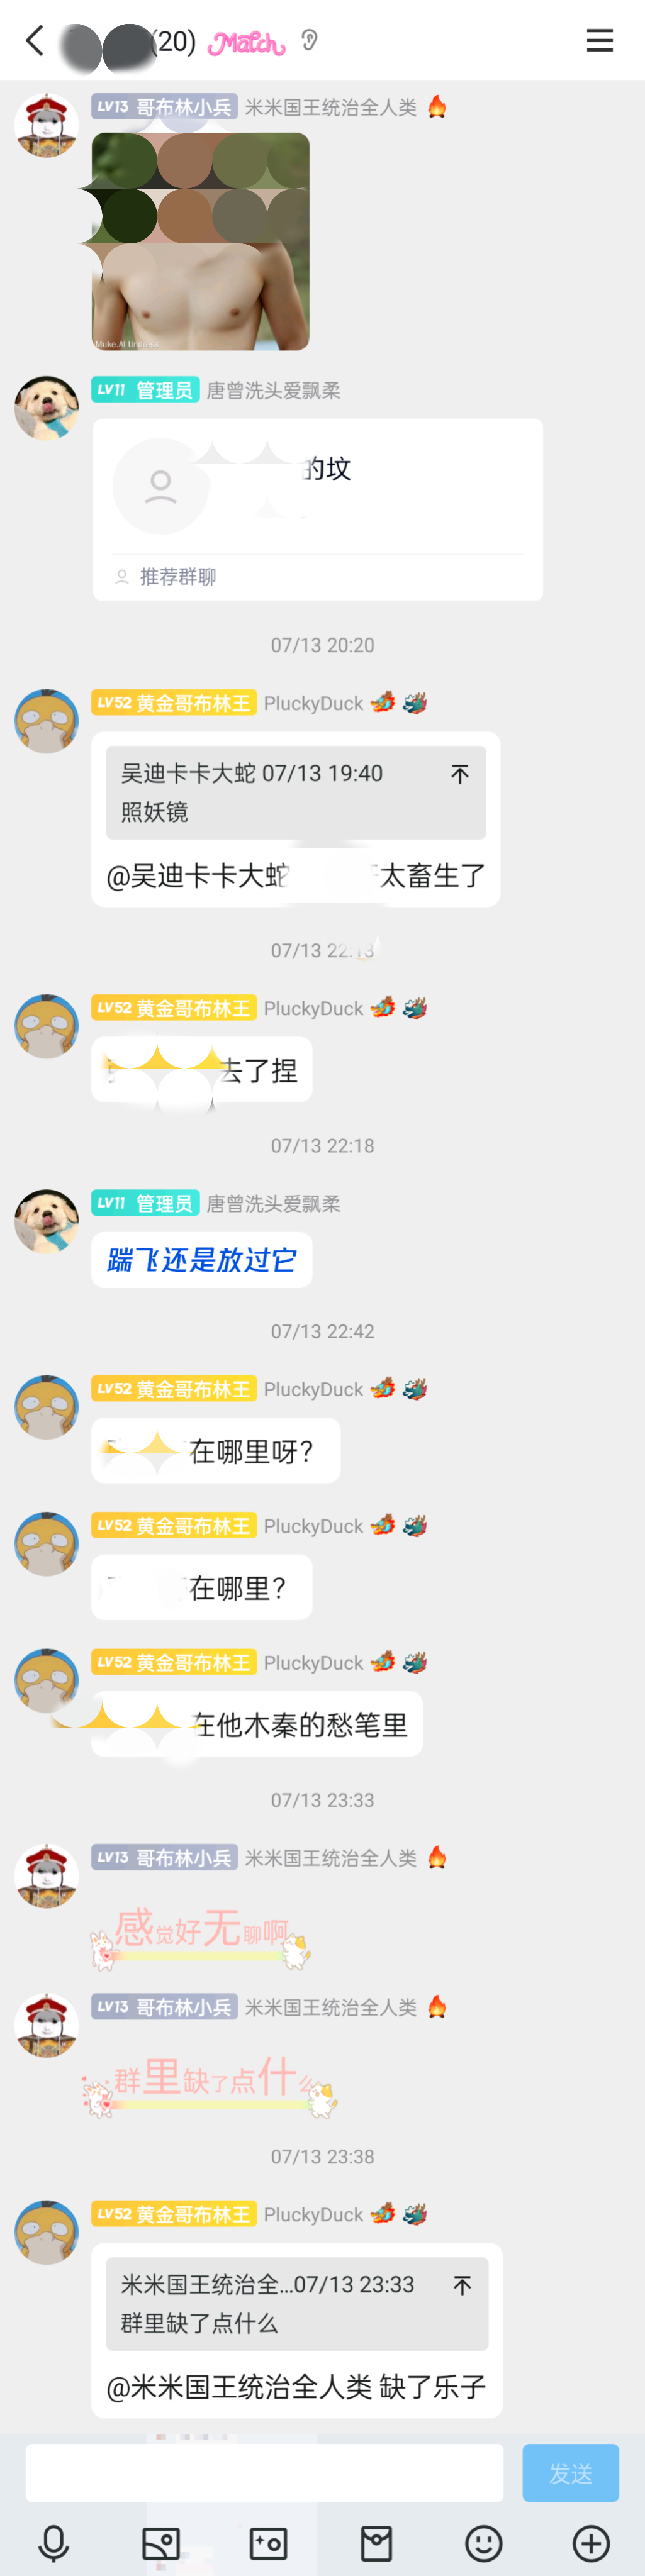 (20) Match
LV13 哥布林小兵 米米国王统治全人类
LV11 管理员 唐曾洗头爱飘柔
的坟
推荐群聊
07/13 20:20
LV52 黄金哥布林王 PluckyDuck
吴迪卡卡大蛇 07/13 19:40
照妖镜
@吴迪卡卡大蛇 太畜生了
07/13
LV52 黄金哥布林王 PluckyDuck
去了捏
07/13 22:18
LV11 管理员 唐曾洗头爱飘柔
踹飞还是放过它
07/13 22:42
LV52 黄金哥布林王 PluckyDuck
在哪里呀?
LV52 黄金哥布林王 PluckyDuck
在哪里?
LV52 黄金哥布林王 PluckyDuck
在他木秦的愁笔里
07/13 23:33
LV13 哥布林小兵 米米国王统治全人类
感觉好无聊啊
LV13 哥布林小兵 米米国王统治全人类
群里缺了点什么
07/13 23:38
LV52 黄金哥布林王 PluckyDuck
米米国王统治全...07/13 23:33
群里缺了点什么
@米米国王统治全人类 缺了乐子
发送